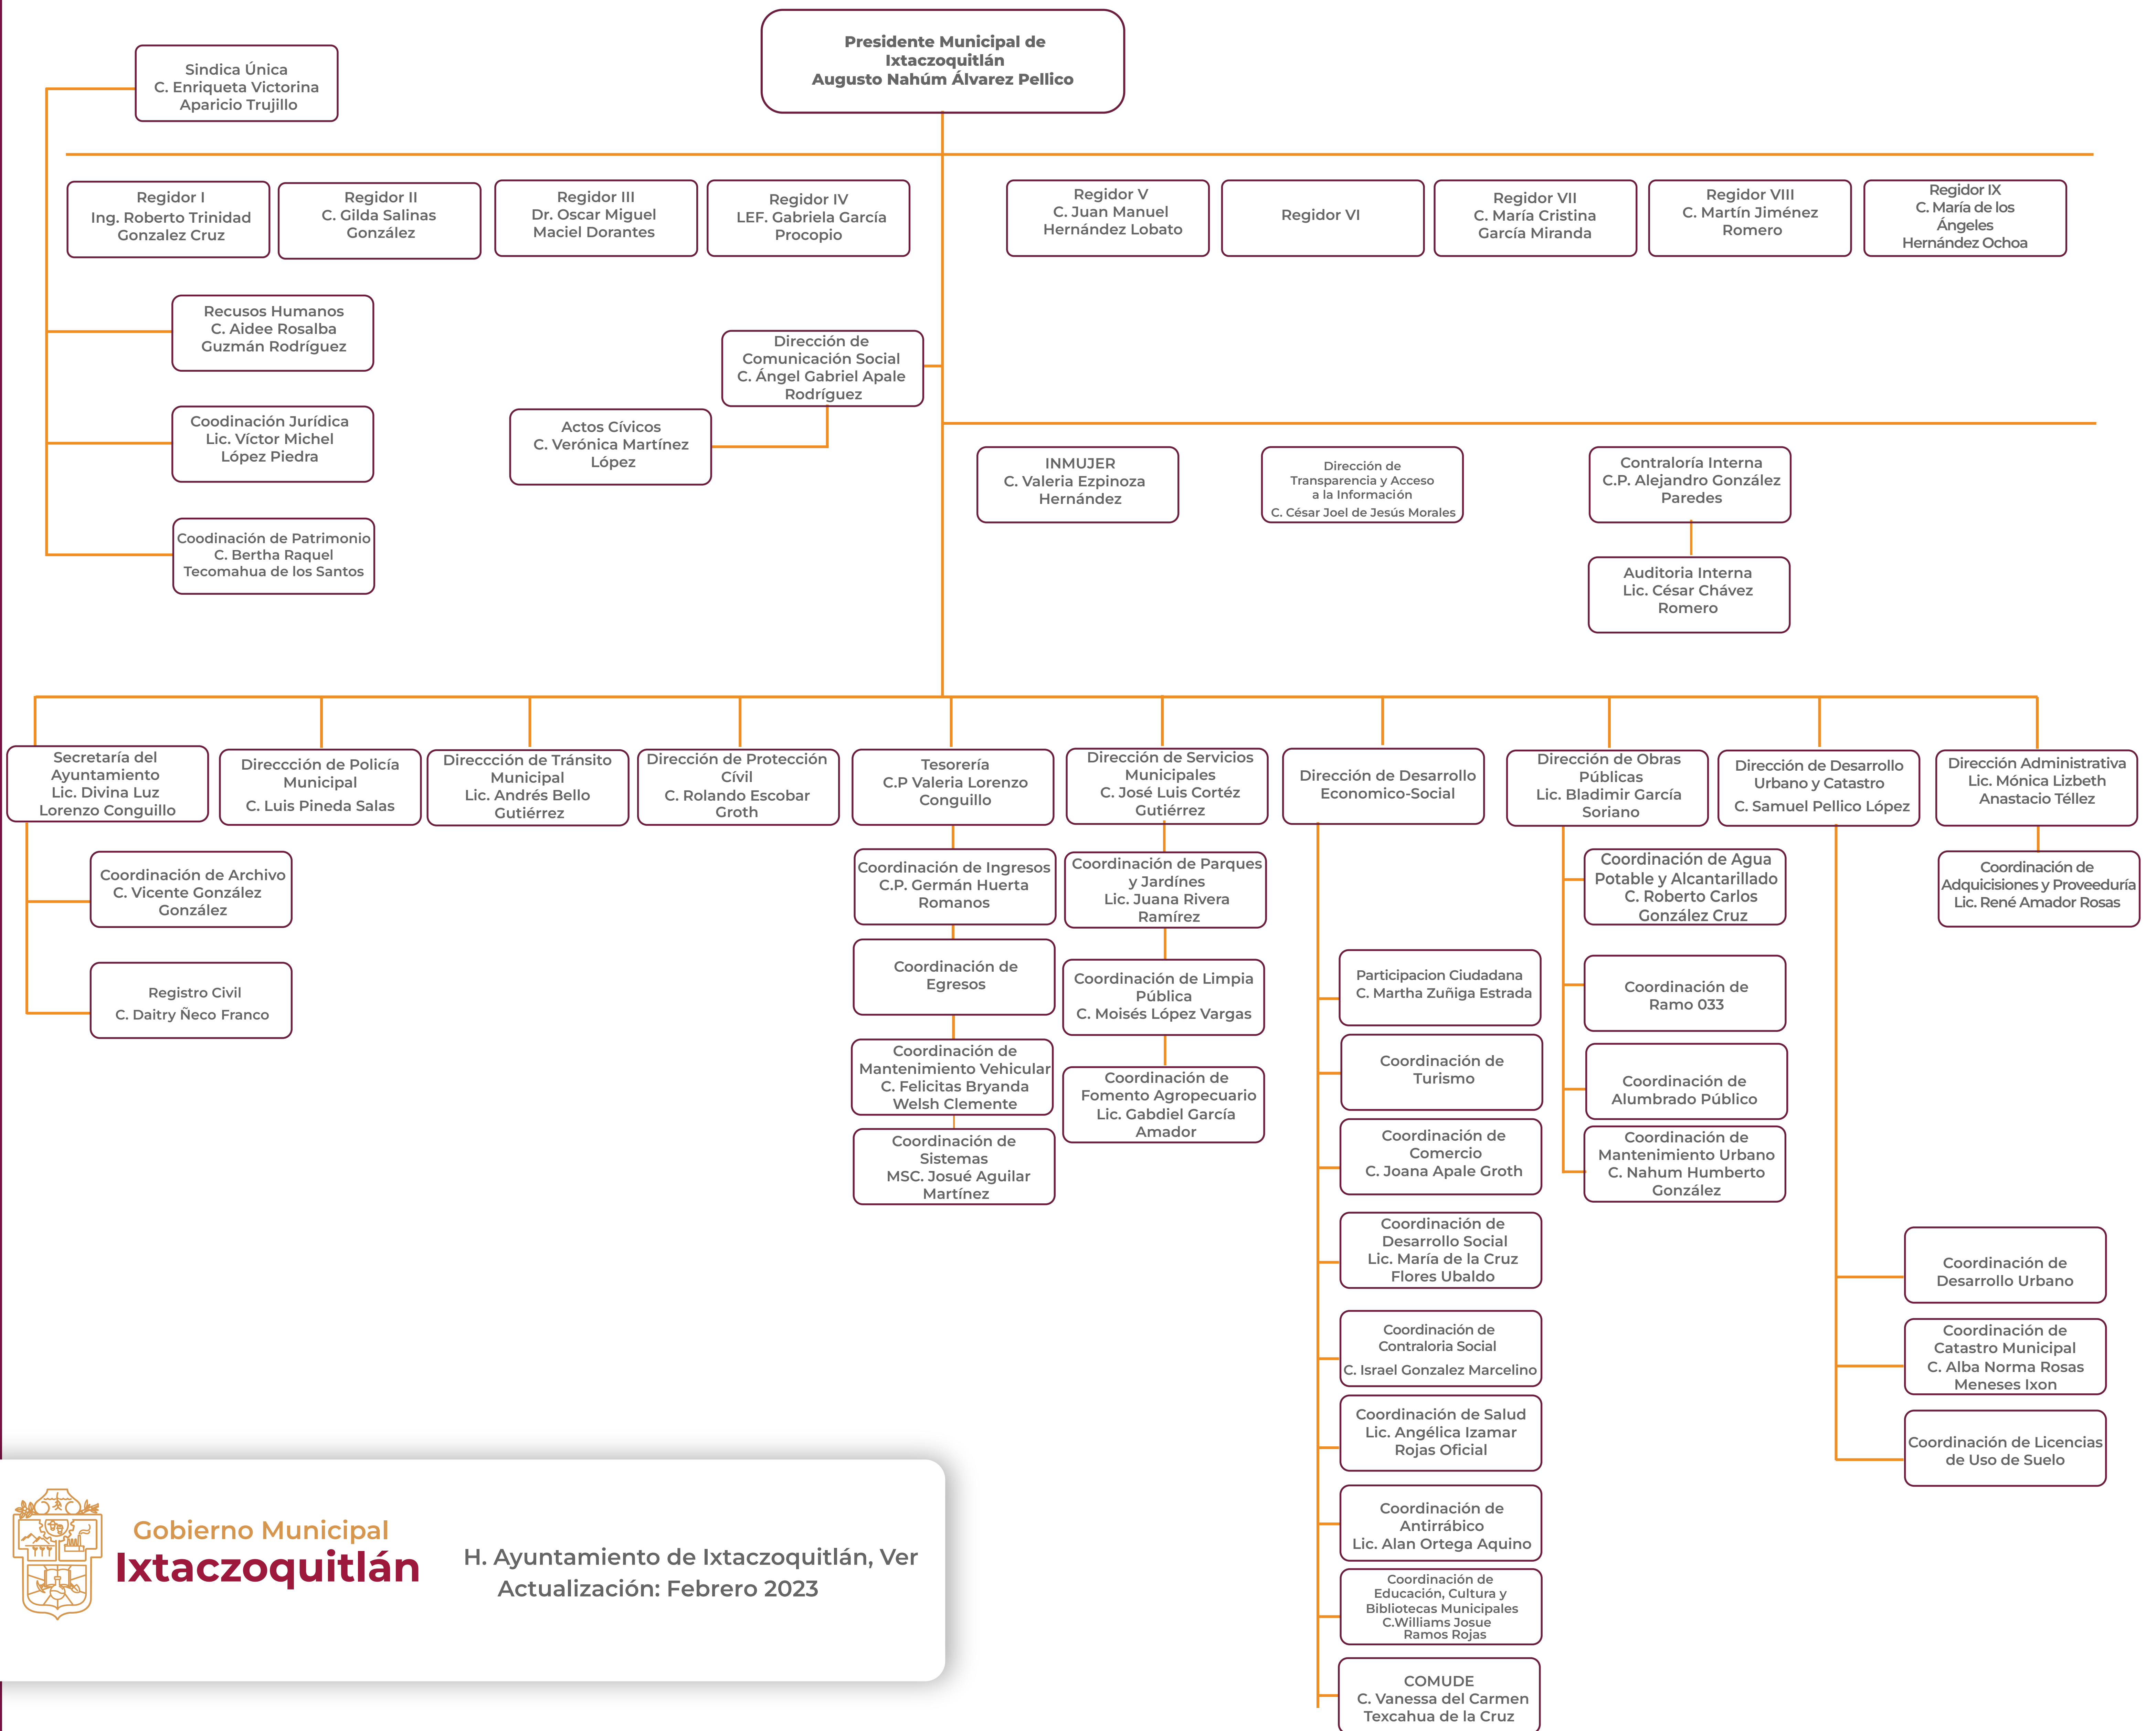 Presidente Municipal de
Ixtaczoquitlán
Augusto Nahúm Álvarez Pellico
Sindica Única
C. Enriqueta Victorina
Aparicio Trujillo
Regidor I
Ing. Roberto Trinidad
Gonzalez Cruz
Regidor II
C. Gilda Salinas
González
Regidor III
Dr. Oscar Miguel
Maciel Dorantes
Regidor IV
LEF. Gabriela García
Procopio
Regidor V
C. Juan Manuel
Hernández Lobato
Regidor VI
Regidor VII
C. María Cristina
García Miranda
Regidor VIII
C. Martín Jiménez
Romero
Regidor IX
C. María de los
Ángeles
Hernández Ochoa
Recusos Humanos
C. Aidee Rosalba
Guzmán Rodríguez
Coodinación Jurídica
Lic. Víctor Michel
López Piedra
Coodinación de Patrimonio
C. Bertha Raquel
Tecomahua de los Santos
Dirección de
Comunicación Social
C. Ángel Gabriel Apale
Rodríguez
Actos Cívicos
C. Verónica Martínez
López
INMUJER
C. Valeria Ezpinoza
Hernández
Dirección de
Transparencia y Acceso
a la Información
C. César Joel de Jesús Morales
Contraloría Interna
C.P. Alejandro González
Paredes
Auditoria Interna
Lic. César Chávez
Romero
Secretaría del
Ayuntamiento
Lic. Divina Luz
Lorenzo Conguillo
Direccción de Policía
Municipal
C. Luis Pineda Salas
Direccción de Tránsito
Municipal
Lic. Andrés Bello
Gutiérrez
Dirección de Protección
Cívil
C. Rolando Escobar
Groth
Tesorería
C.P Valeria Lorenzo
Conguillo
Dirección de Servicios
Municipales
C. José Luis Cortéz
Gutiérrez
Dirección de Desarrollo
Economico-Social
Dirección de Obras
Públicas
Lic. Bladimir García
Soriano
Dirección de Desarrollo
Urbano y Catastro
C. Samuel Pellico López
Dirección Administrativa
Lic. Mónica Lizbeth
Anastacio Téllez
Coordinación de Archivo
C. Vicente González
González
Registro Civil
C. Daitry Ñeco Franco
Coordinación de Ingresos
C.P. Germán Huerta
Romanos
Coordinación de
Egresos
Coordinación de
Mantenimiento Vehicular
C. Felicitas Bryanda
Welsh Clemente
Coordinación de
Sistemas
MSC. Josué Aguilar
Martínez
Coordinación de Parques
y Jardínes
Lic. Juana Rivera
Ramírez
Coordinación de Limpia
Pública
C. Moisés López Vargas
Coordinación de
Fomento Agropecuario
Lic. Gabdiel García
Amador
Participacion Ciudadana
C. Martha Zuñiga Estrada
Coordinación de
Turismo
Coordinación de
Comercio
C. Joana Apale Groth
Coordinación de
Desarrollo Social
Lic. María de la Cruz
Flores Ubaldo
Coordinación de
Contraloria Social
C. Israel Gonzalez Marcelino
Coordinación de Salud
Lic. Angélica Izamar
Rojas Oficial
Coordinación de
Antirrábico
Lic. Alan Ortega Aquino
Coordinación de
Educación, Cultura y
Bibliotecas Municipales
C.Williams Josue
Ramos Rojas
COMUDE
C. Vanessa del Carmen
Texcahua de la Cruz
Coordinación de Agua
Potable y Alcantarillado
C. Roberto Carlos
González Cruz
Coordinación de
Ramo 033
Coordinación de
Alumbrado Público
Coordinación de
Mantenimiento Urbano
C. Nahum Humberto
González
Coordinación de
Desarrollo Urbano
Coordinación de
Catastro Municipal
C. Alba Norma Rosas
Meneses Ixon
Coordinación de Licencias
de Uso de Suelo
Coordinación de
Adquicisiones y Proveeduría
Lic. René Amador Rosas
Gobierno Municipal
Ixtaczoquitlán
H. Ayuntamiento de Ixtaczoquitlán, Ver
Actualización: Febrero 2023